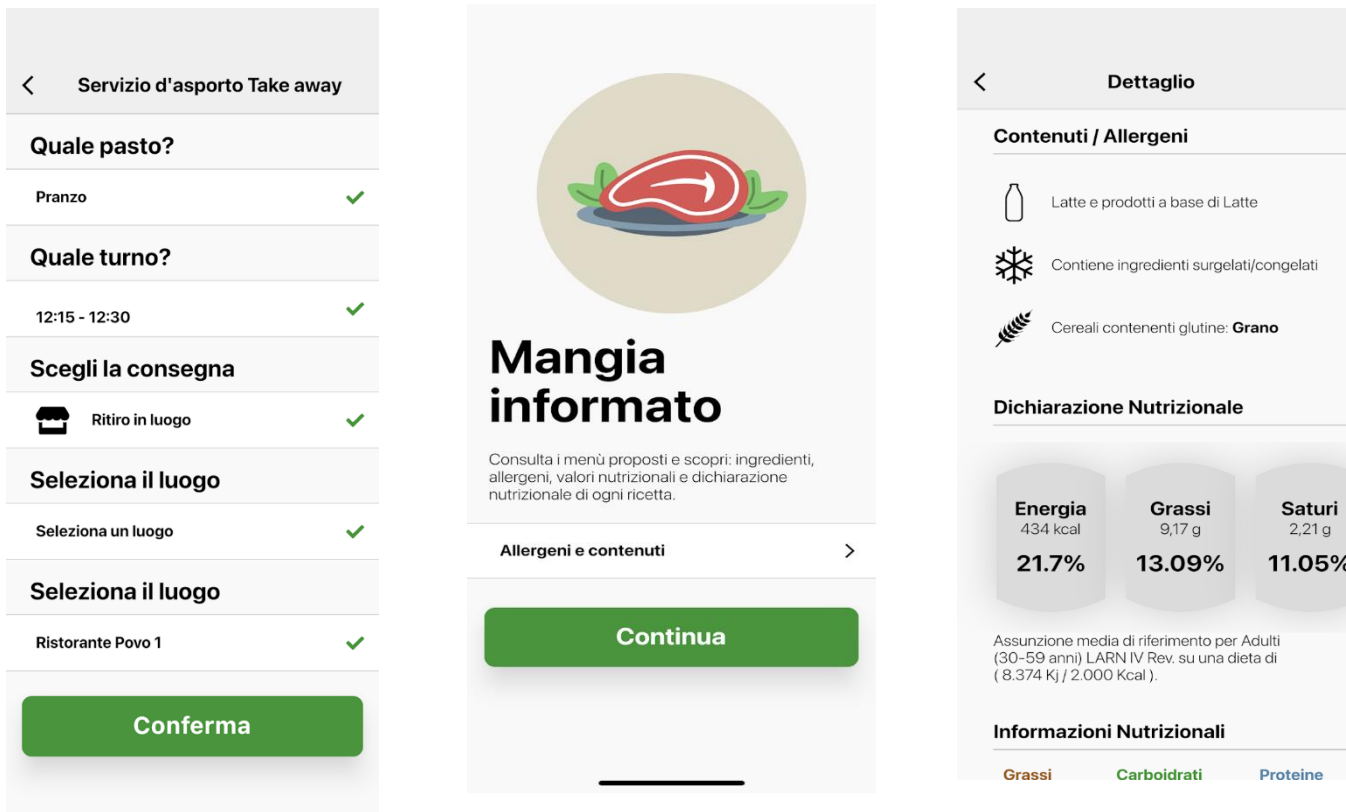 Servizio d'asporto Take away
Quale pasto?
Pranzo
Quale turno?
12:15 - 12:30
Scegli la consegna
Ritiro in luogo
Seleziona il luogo
Seleziona un luogo
Seleziona il luogo
Ristorante Povo 1
Conferma
Mangia
informato
Consulta i menù proposti e scopri: ingredienti,
allergeni, valori nutrizionali e dichiarazione
nutrizionale di ogni ricetta.
Allergeni e contenuti
Continua
Dettaglio
Contenuti / Allergeni
Latte e prodotti a base di Latte
Contiene ingredienti surgelati/congelati
Cereali contenenti glutine: Grano
Dichiarazione Nutrizionale
Energia
434 kcal
21.7%
Grassi
9,17 g
13.09%
Saturi
2,21 g
11.05%
Assunzione media di riferimento per Adulti
(30-59 anni) LARN IV Rev. su una dieta di
( 8.374 Kj / 2.000 Kcal ).
Informazioni Nutrizionali
Grassi Carboidrati Proteine